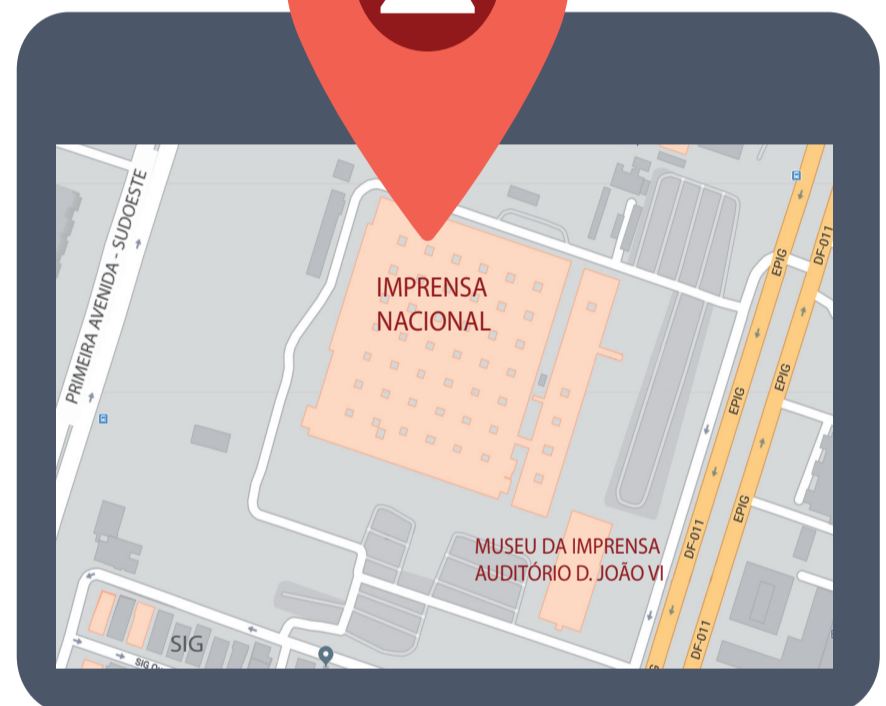 PRIMEIRA AVENIDA - SUDOESTE
IMPRENSA
NACIONAL
EPIG
DF-011
EPIG
EPIG
EPIG
DF-011
MUSEU DA IMPRENSA
AUDITÓRIO D. JOÃO VI
DF-011
SIG
SIG